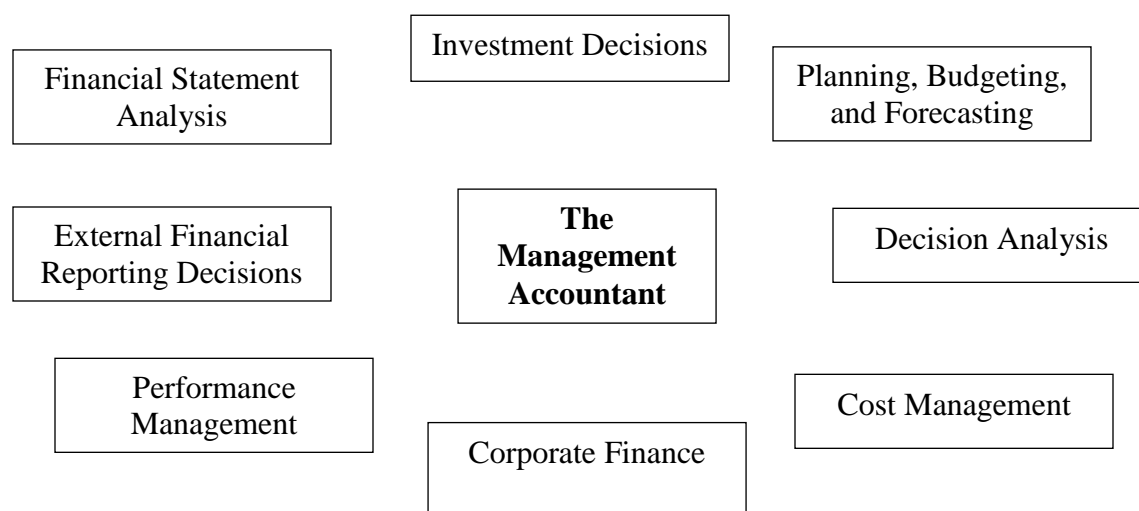 Investment Decisions
Financial Statement
Analysis
Planning, Budgeting,
and Forecasting
External Financial
Reporting Decisions
The
Management
Accountant
Decision Analysis
Performance
Management
Cost Management
Corporate Finance